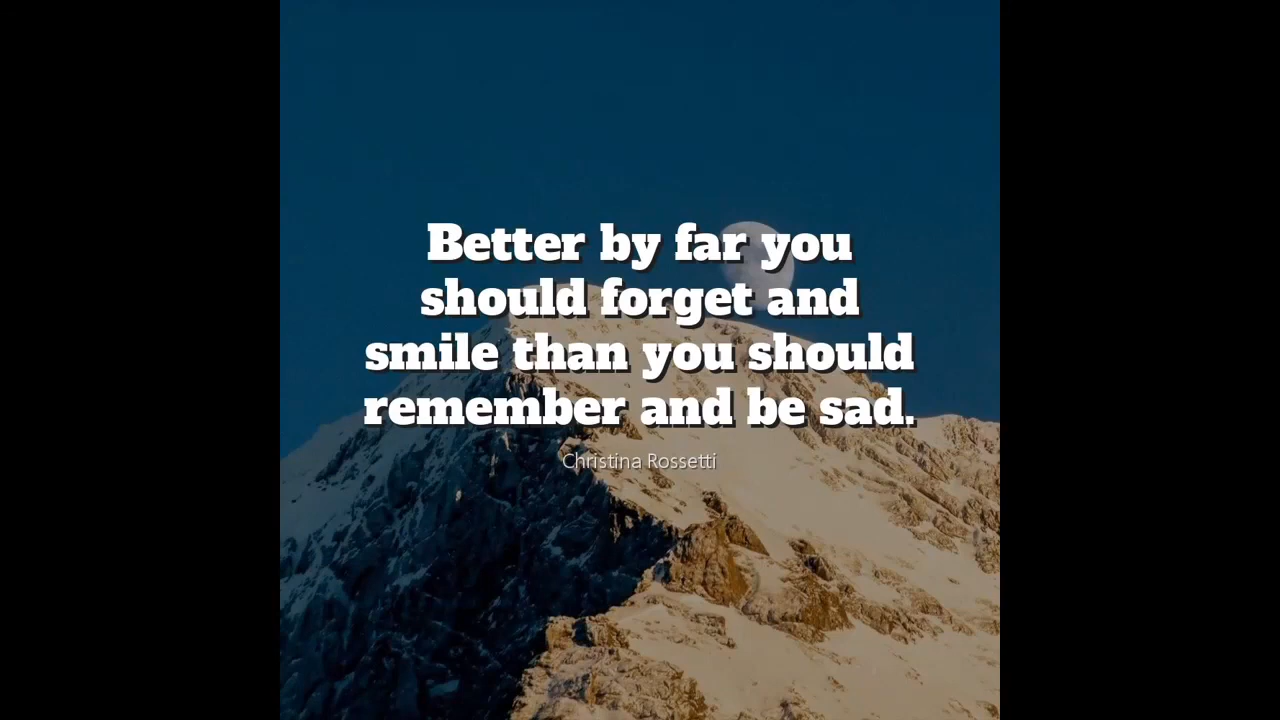 Better by far you
should forget and
smile than you should
remember and be sad.
Christina Rossetti